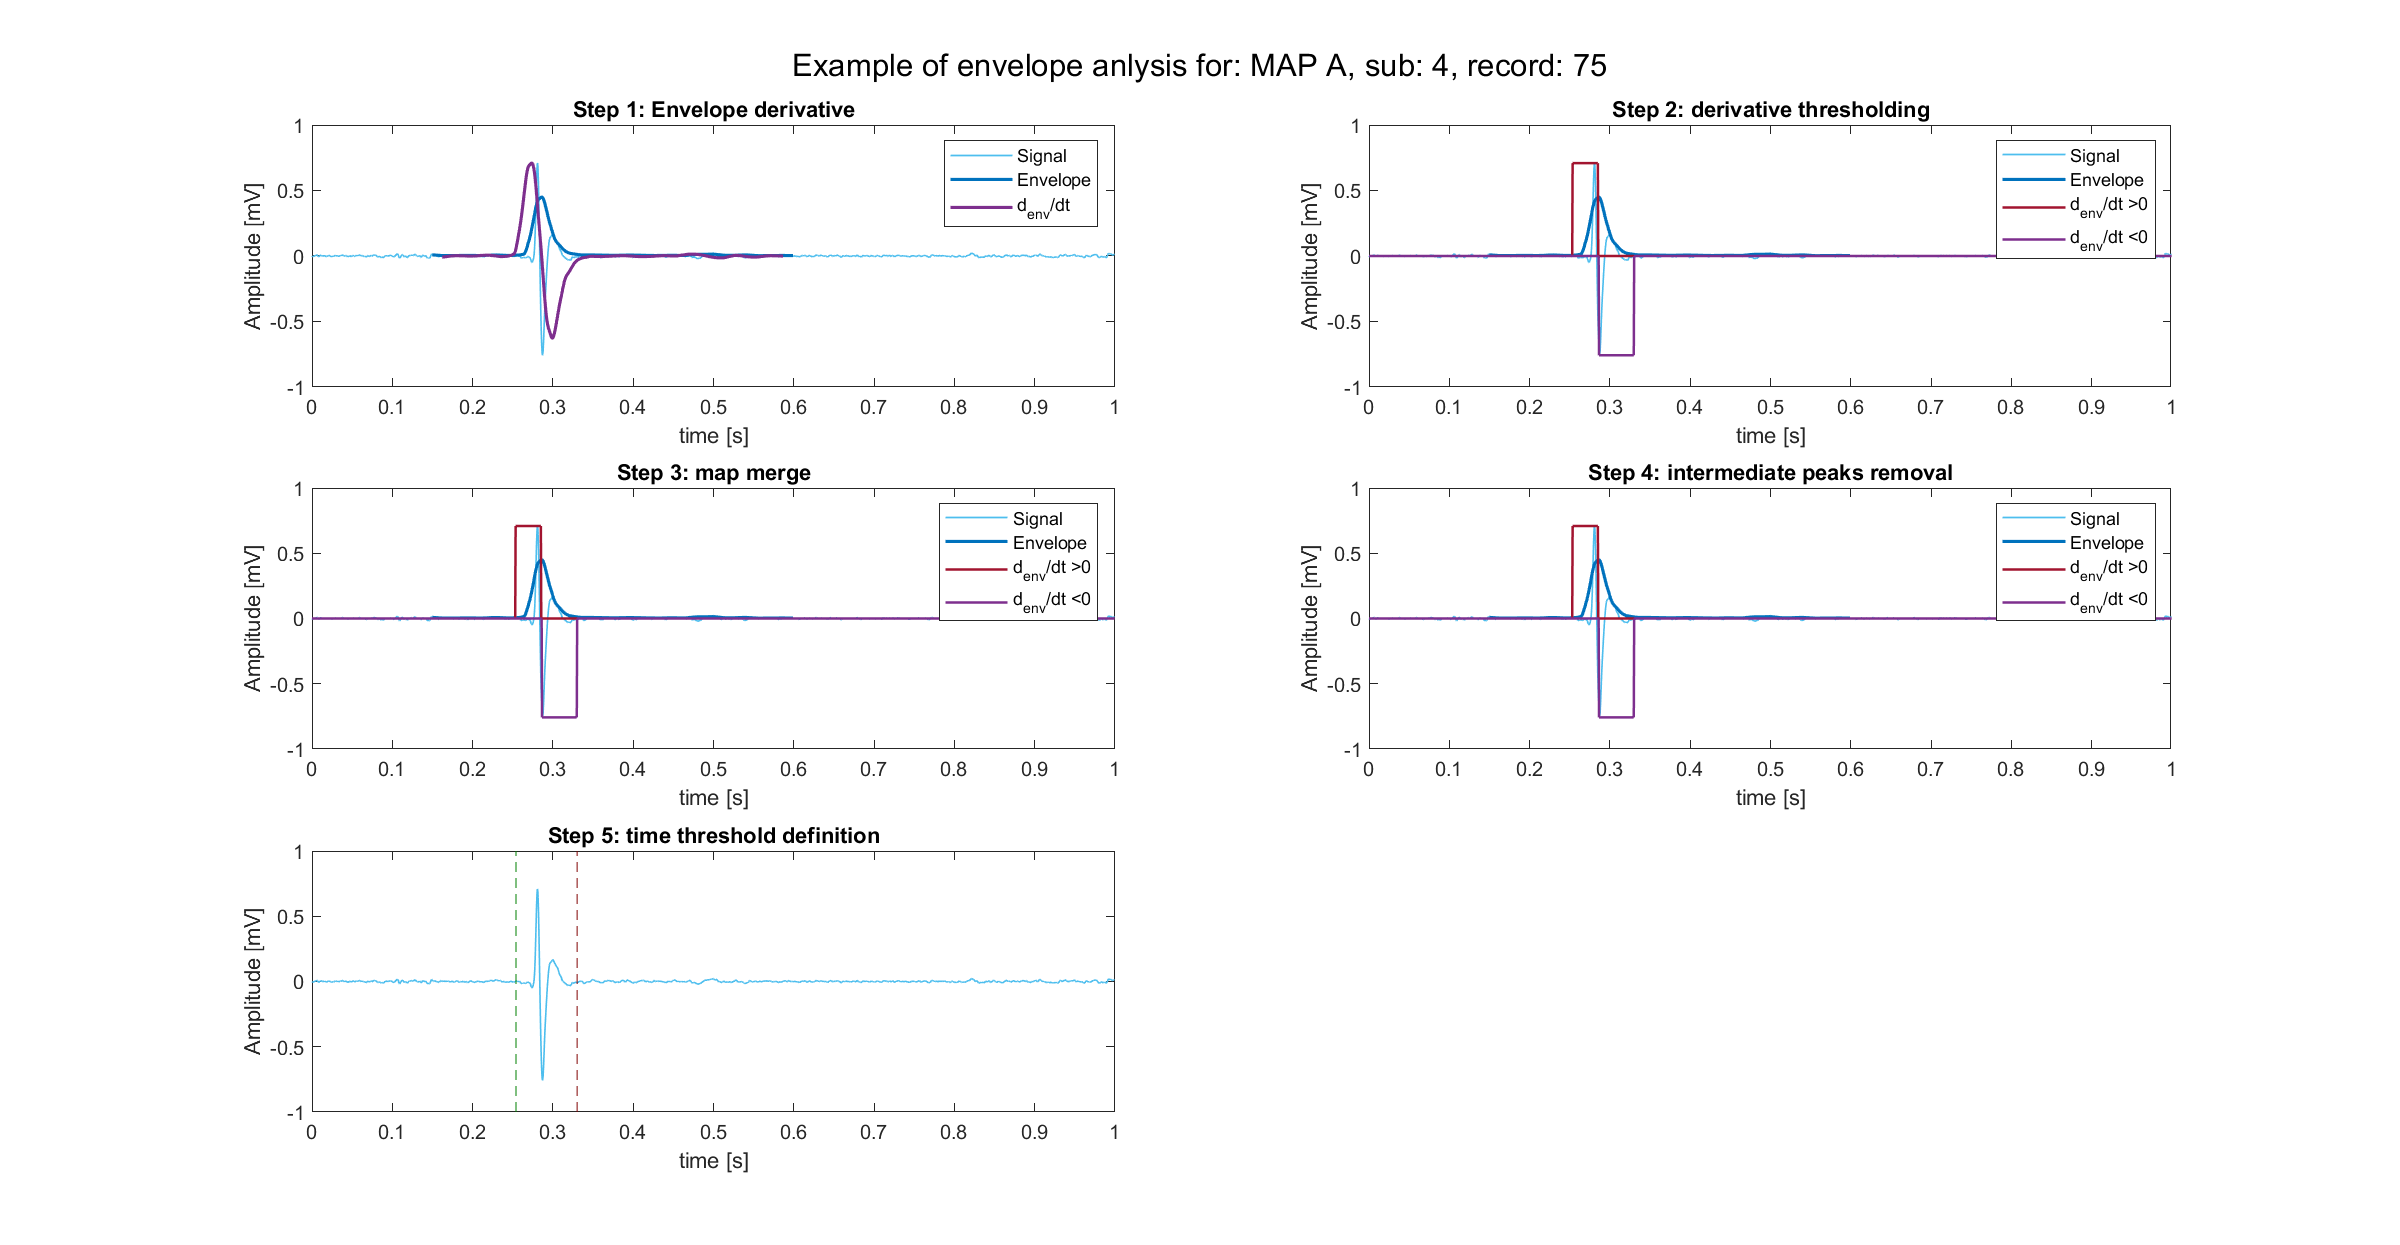 Example of envelope anlysis for: MAP A, sub: 4, record: 75
Step 1: Envelope derivative
Amplitude [mV]
1
0.5
0
-0.5
-1
Signal
Envelope
d_env/dt
0 0.1 0.2 0.3 0.4 0.5 0.6 0.7 0.8 0.9 1
time [s]
Step 2: derivative thresholding
Amplitude [mV]
1
0.5
0
-0.5
-1
Signal
Envelope
d_env/dt >0
d_env/dt <0
0 0.1 0.2 0.3 0.4 0.5 0.6 0.7 0.8 0.9 1
time [s]
Step 3: map merge
Amplitude [mV]
1
0.5
0
-0.5
-1
Signal
Envelope
d_env/dt >0
d_env/dt <0
0 0.1 0.2 0.3 0.4 0.5 0.6 0.7 0.8 0.9 1
time [s]
Step 4: intermediate peaks removal
Amplitude [mV]
1
0.5
0
-0.5
-1
Signal
Envelope
d_env/dt >0
d_env/dt <0
0 0.1 0.2 0.3 0.4 0.5 0.6 0.7 0.8 0.9 1
time [s]
Step 5: time threshold definition
Amplitude [mV]
1
0.5
0
-0.5
-1
0 0.1 0.2 0.3 0.4 0.5 0.6 0.7 0.8 0.9 1
time [s]